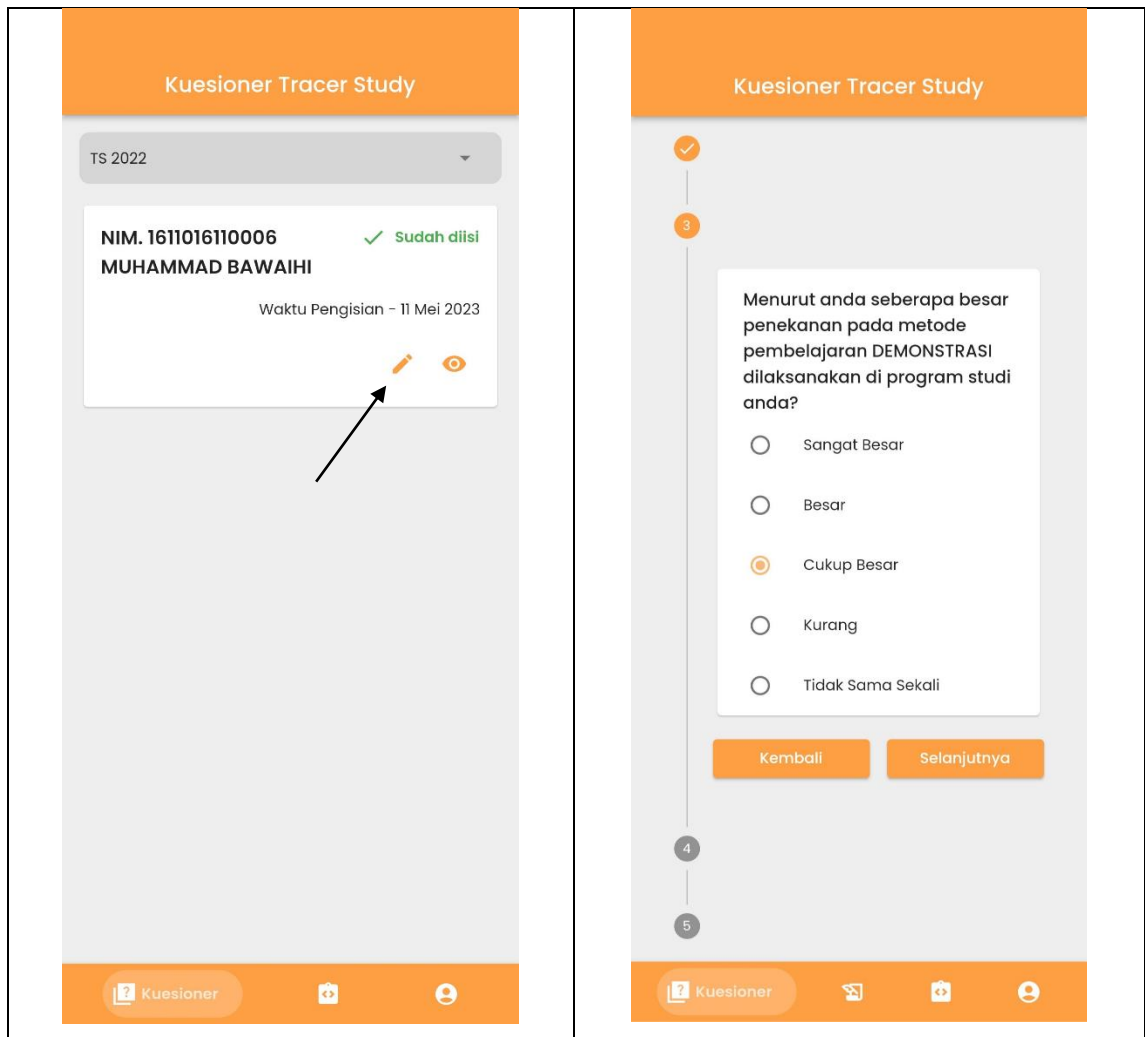 Kuesioner Tracer Study
TS 2022
NIM. 1611016110006
Sudah diisi
MUHAMMAD BAWAIHI
Waktu Pengisian - 11 Mei 2023
Kuesioner
Kuesioner Tracer Study
3
Menurut anda seberapa besar
penekanan pada metode
pembelajaran DEMONSTRASI
dilaksanakan di program studi
anda?
Sangat Besar
Besar
Cukup Besar
Kurang
Tidak Sama Sekali
Kembali
Selanjutnya
4
5
Kuesioner